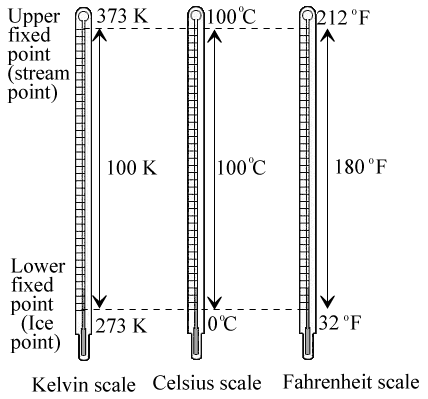 Upper
fixed
point
(stream
point)
373 K
100°C
212 °F
100 K
100°C
180 °F
Lower
fixed
point
(Ice
point)
273 K
0°C
32 °F
Kelvin scale
Celsius scale
Fahrenheit scale